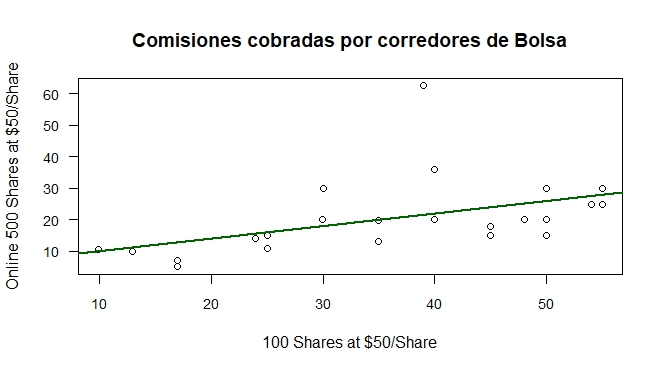 Comisiones cobradas por corredores de Bolsa
Online 500 Shares at $50/Share
60
50
40
30
20
10
10 20 30 40 50
100 Shares at $50/Share